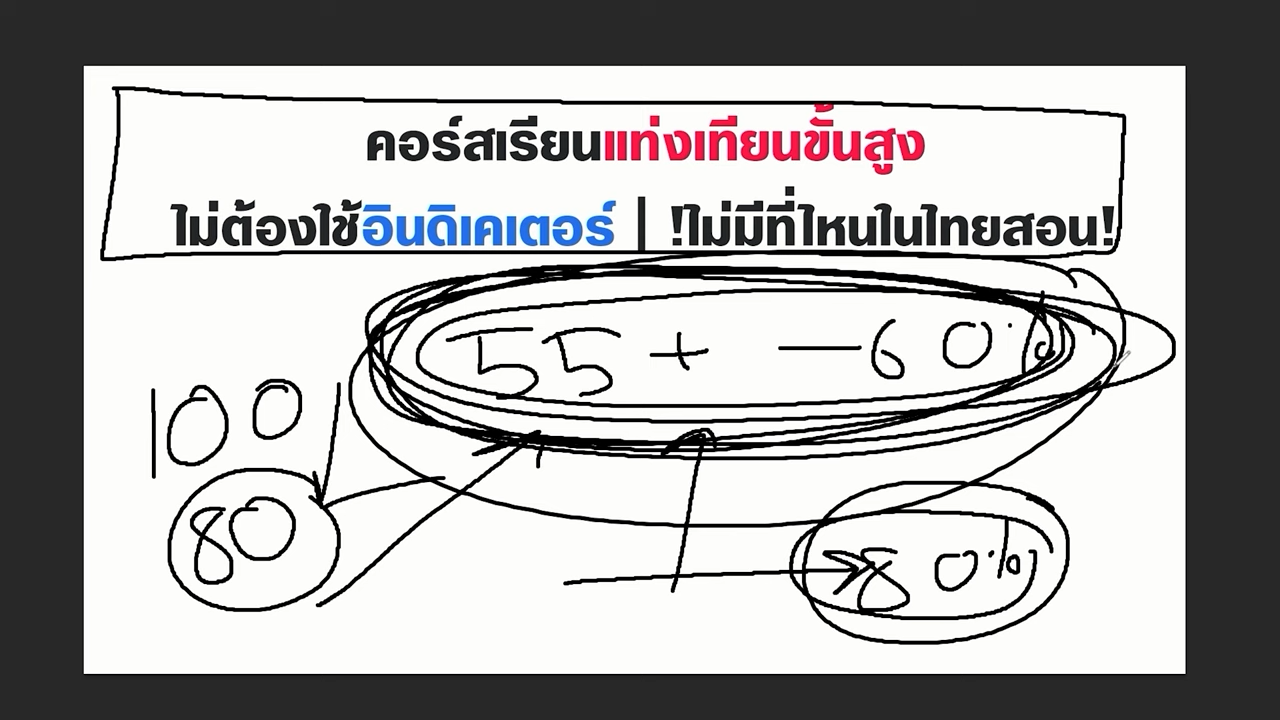 คอร์สเรียนแท่งเทียนขั้นสูง
ไม่ต้องใช้อินดิเคเตอร์ | !ไม่มีที่ไหนในไทยสอน!
55 + — 60%
100
80
80%